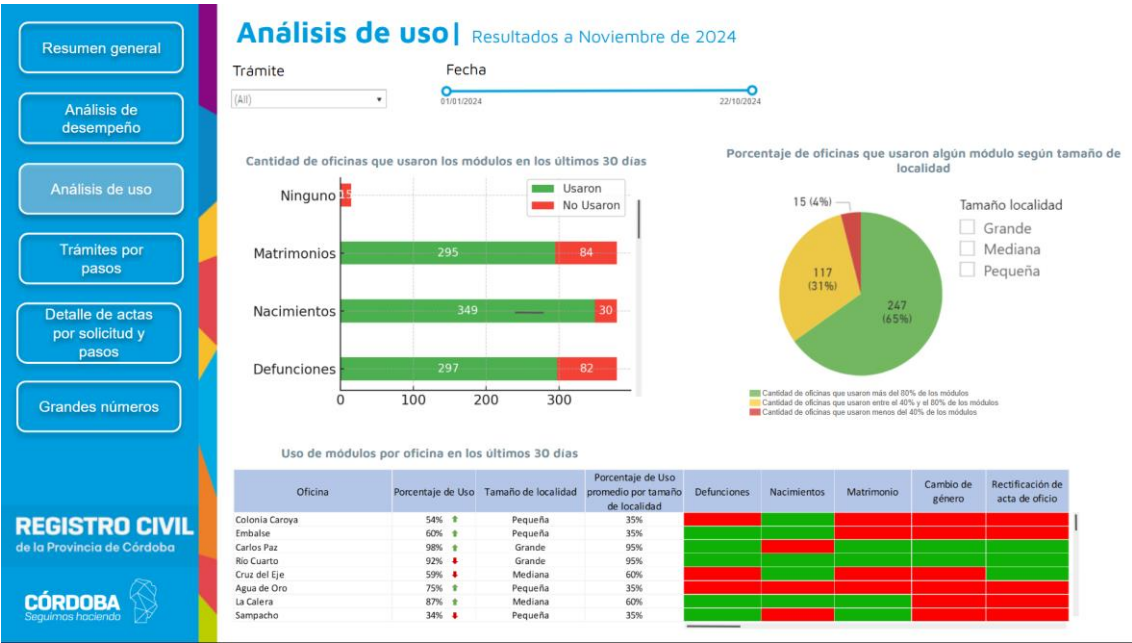 Resumen general
Análisis de
desempeño
Análisis de uso
Trámites por
pasos
Detalle de actas
por solicitud y
pasos
Grandes números
REGISTRO CIVIL
de la Provincia de Córdoba
CÓRDOBA
Seguimos haciendo
Análisis de uso| Resultados a Noviembre de 2024
Trámite
(All)
Fecha
01/01/2024 22/10/2024
Cantidad de oficinas que usaron los módulos en los últimos 30 días
Usaron
No Usaron
Ninguno 15
Matrimonios 295 84
Nacimientos 349 30
Defunciones 297 82
0 100 200 300
Porcentaje de oficinas que usaron algún módulo según tamaño de
localidad
15 (4%)
117
(31%)
247
(65%)
Tamaño localidad
Grande
Mediana
Pequeña
Cantidad de oficinas que usaron más del 80% de los módulos
Cantidad de oficinas que usaron entre el 40% y el 80% de los módulos
Cantidad de oficinas que usaron menos del 40% de los módulos
Uso de módulos por oficina en los últimos 30 días
Oficina Porcentaje de Uso Tamaño de localidad Porcentaje de Uso promedio por tamaño de localidad Defunciones Nacimientos Matrimonio Cambio de género Rectificación de acta de oficio
Colonia Caroya 54% Pequeña 35%
Embalse 60% Pequeña 35%
Carlos Paz 98% Grande 95%
Río Cuarto 92% Grande 95%
Cruz del Eje 59% Mediana 60%
Agua de Oro 75% Pequeña 35%
La Calera 87% Mediana 60%
Sampacho 34% Pequeña 35%